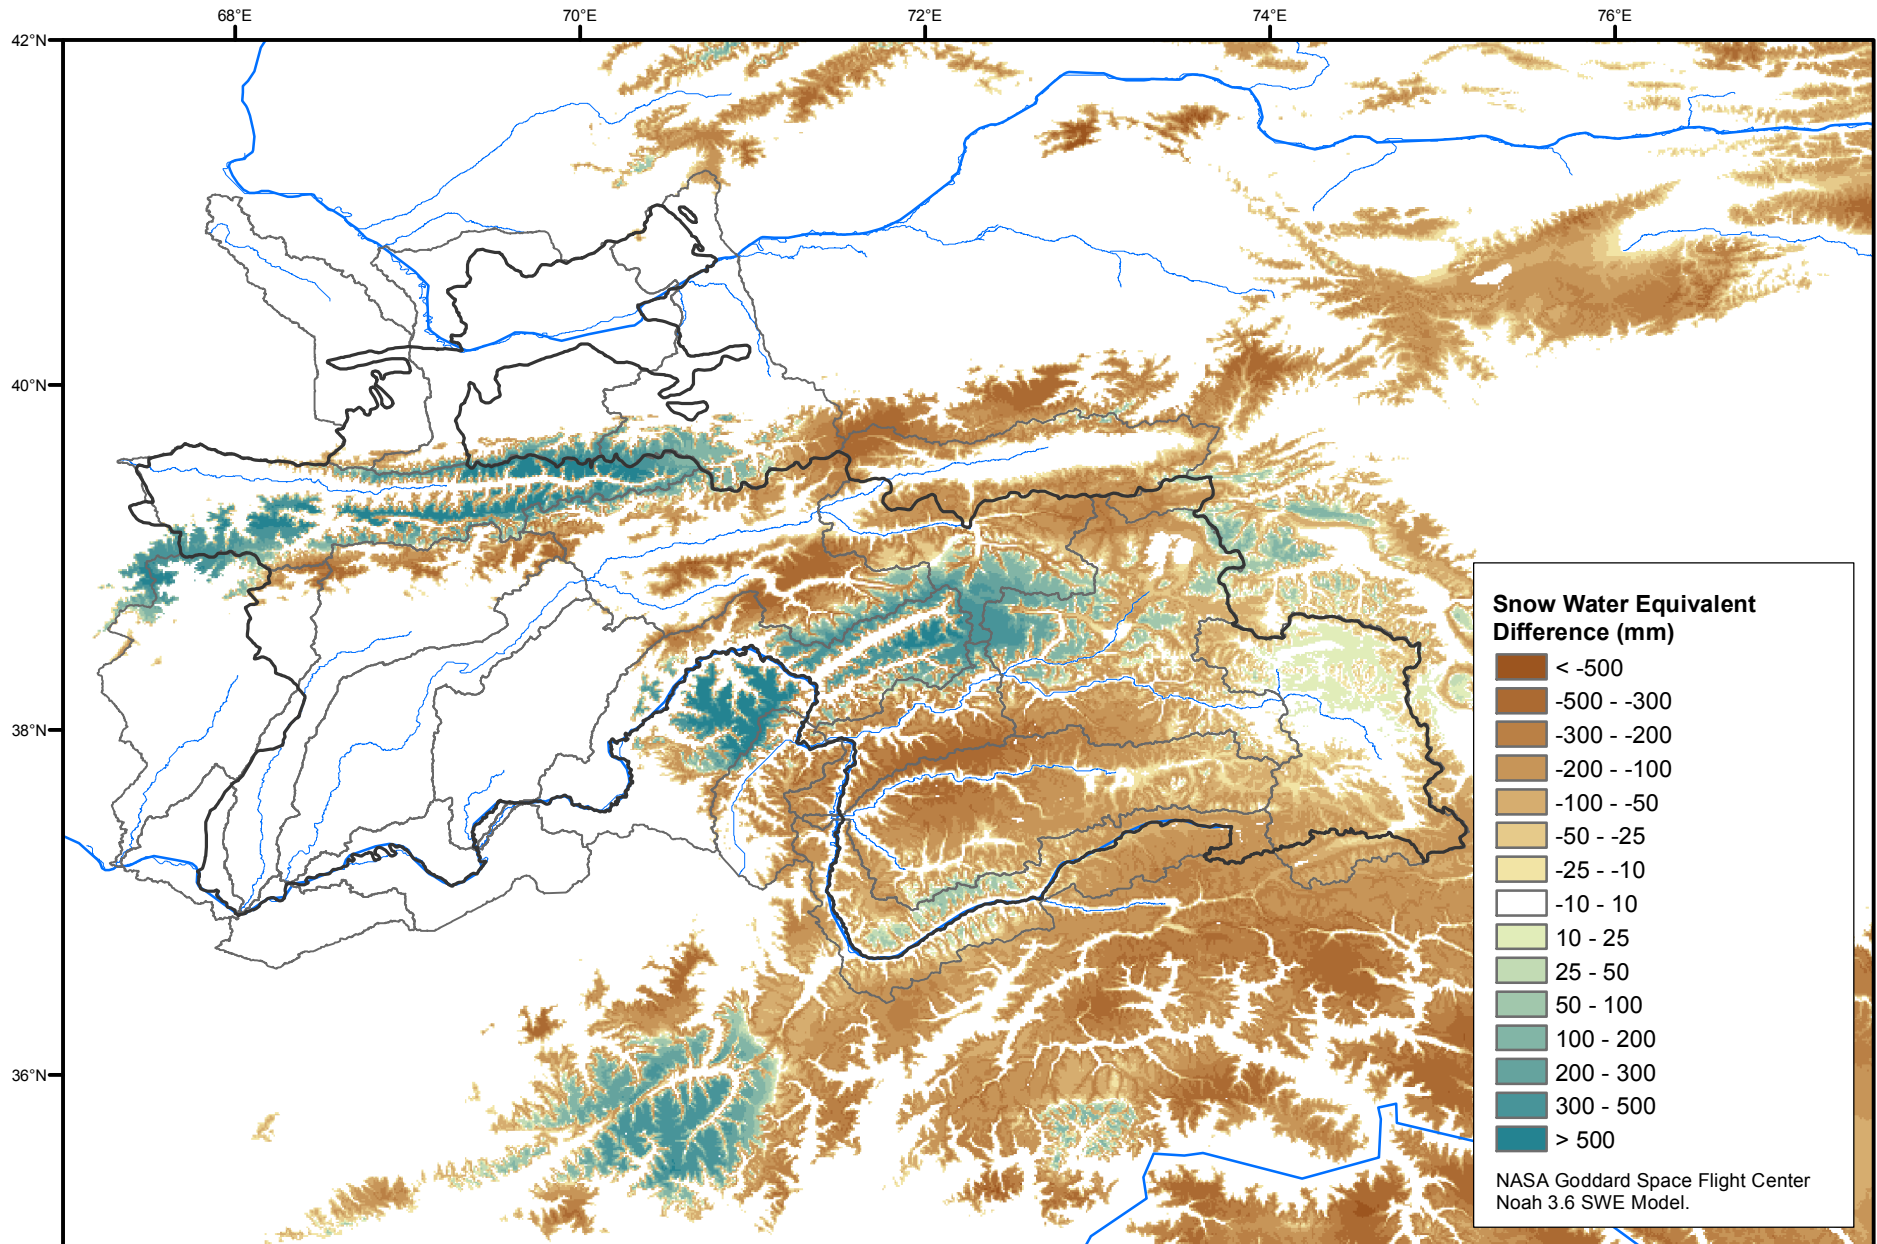 68°E 70°E 72°E 74°E 76°E
42°N
40°N
38°N
36°N
Snow Water Equivalent
Difference (mm)
< -500
-500 - -300
-300 - -200
-200 - -100
-100 - -50
-50 - -25
-25 - -10
-10 - 10
10 - 25
25 - 50
50 - 100
100 - 200
200 - 300
300 - 500
> 500
NASA Goddard Space Flight Center
Noah 3.6 SWE Model.